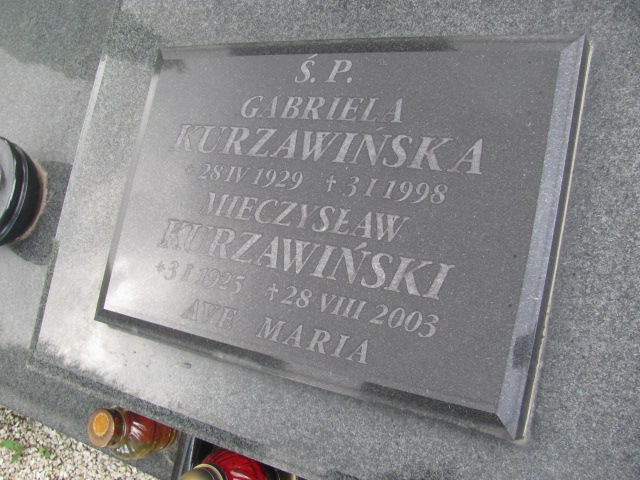 Ś. P.
GABRIELA
KURZAWIŃSKA
* 28 IV 1929 + 3 I 1998
MIECZYSŁAW
KURZAWIŃSKI
* 3 I 1925 + 28 VIII 2003
AVE MARIA